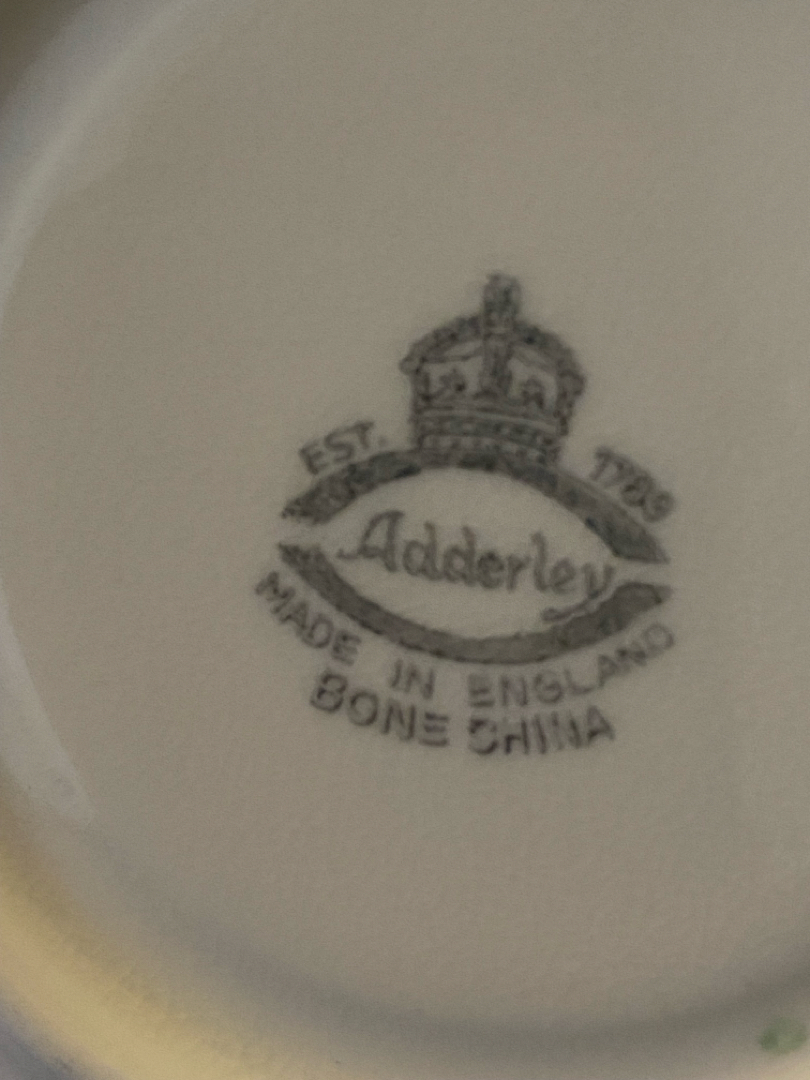 EST. 1789
Adderley
MADE IN ENGLAND
BONE CHINA